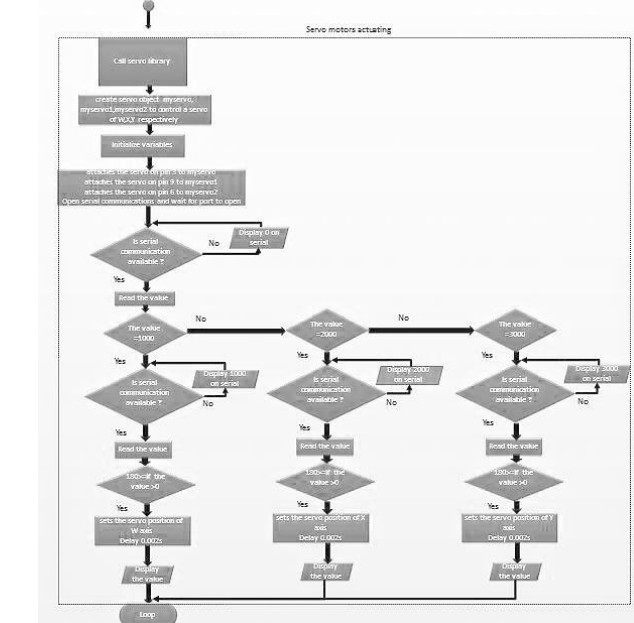 Servo motors actuating
Call servo library
create servo object myservo,
myservo1,myservo2 to control a servo
of W,X,Y respectively
Initialize variables
attaches the servo on pin 3 to myservo
attaches the servo on pin 9 to myservo1
attaches the servo on pin 6 to myservo2
Open serial communications and wait for port to open
Is serial
communication
available ?
No
Display 0 on
serial
Yes
Read the value
The value
=1000
No
The value
=2000
No
The value
=3000
Yes
Is serial
communication
available ?
Display 1000
on serial
No
Yes
Is serial
communication
available ?
Display 2000
on serial
No
Yes
Is serial
communication
available ?
Display 3000
on serial
No
Yes
Read the value
Yes
Read the value
Yes
Read the value
180>=if the
value >0
180>=if the
value >0
180>=if the
value >0
Yes
sets the servo position of
W axis
Delay 0.002s
Yes
sets the servo position of X
axis
Delay 0.002s
Yes
sets the servo position of Y
axis
Delay 0.002s
Display
the value
Display
the value
Display
the value
Loop